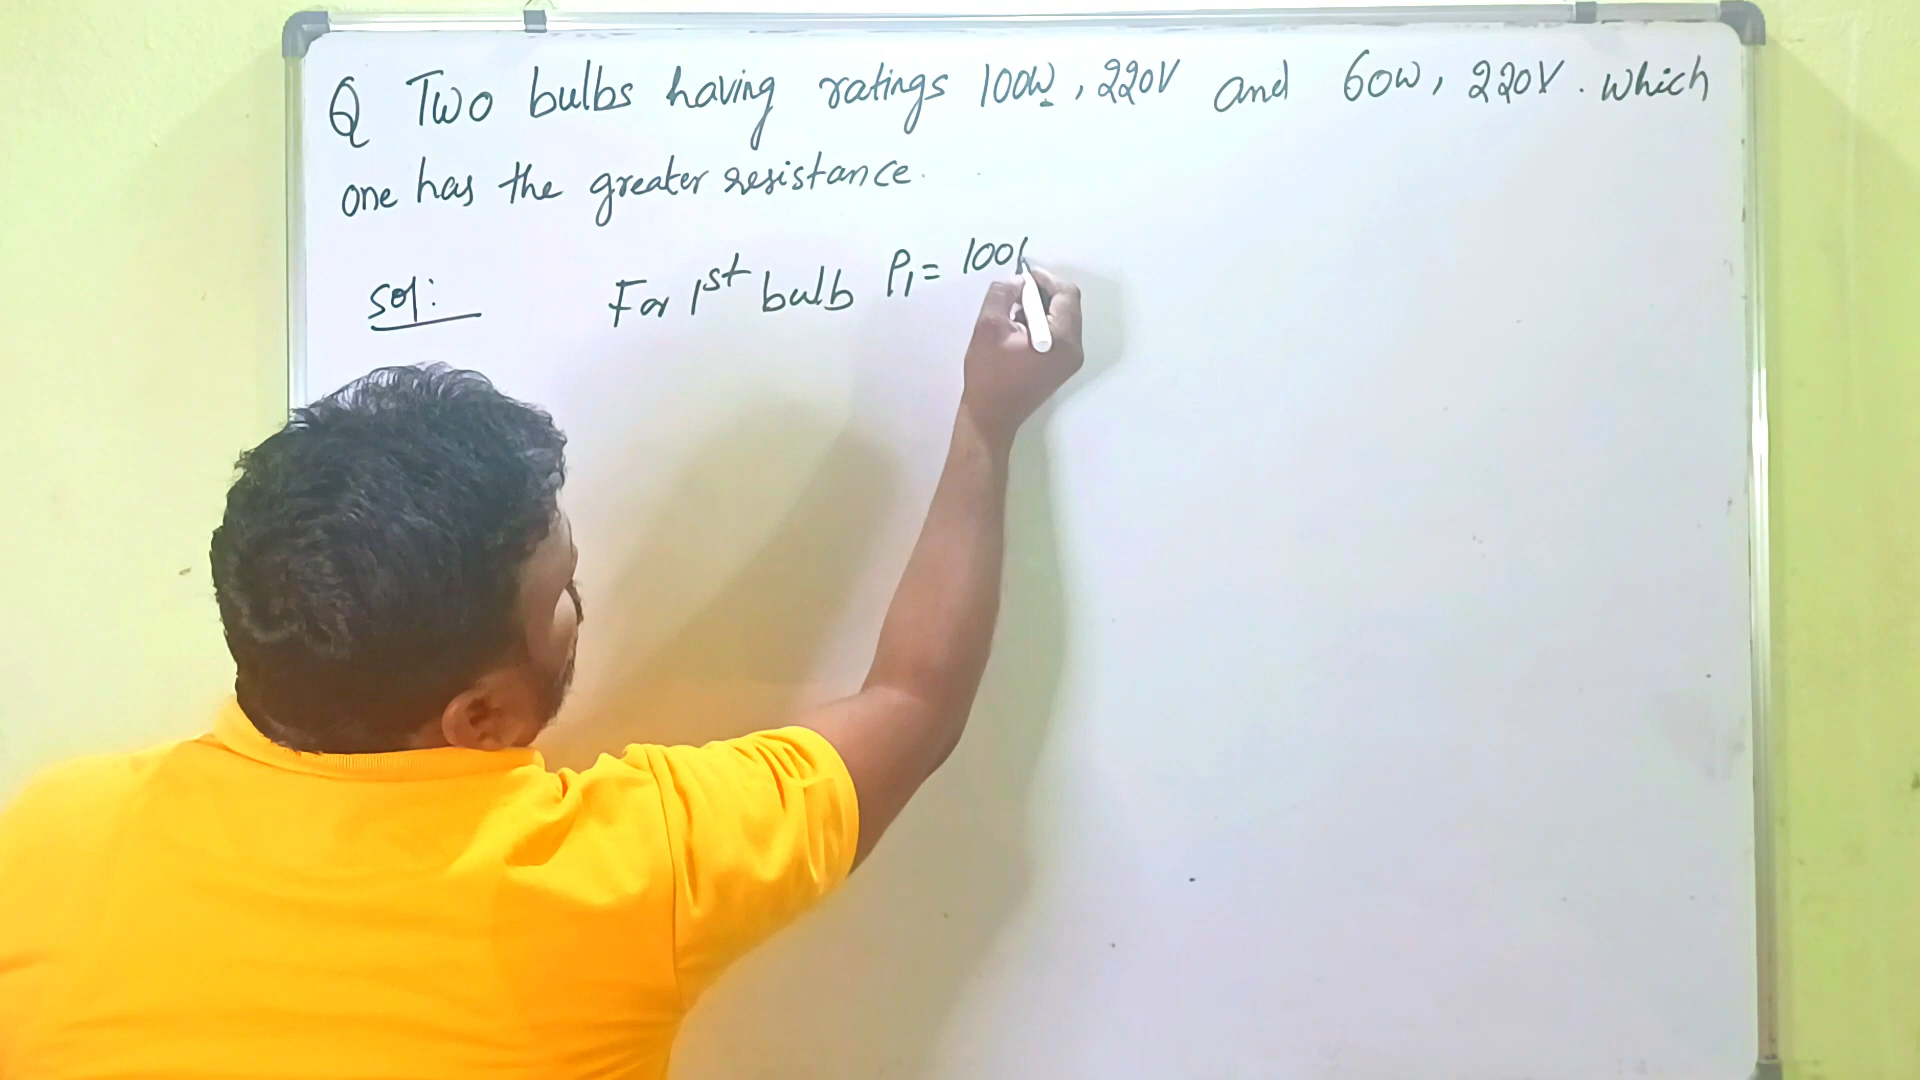 Q Two bulbs having ratings 100W, 220V and 60W, 220V. Which
one has the greater resistance.
Sol: For 1st bulb P1 = 100